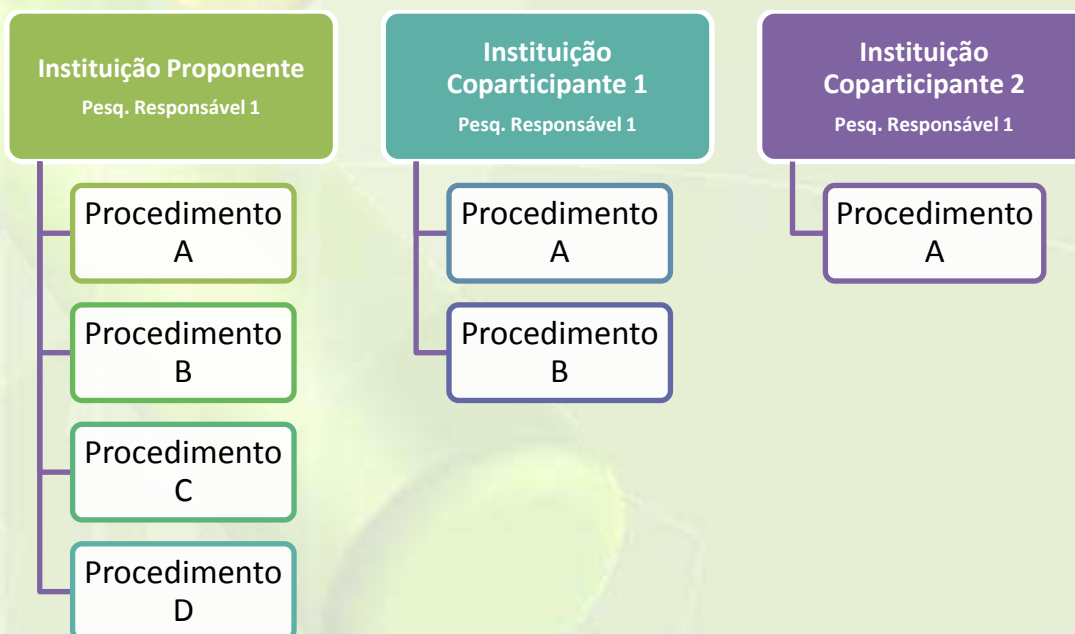 Instituição Proponente
Pesq. Responsável 1
Procedimento
A
Procedimento
B
Procedimento
C
Procedimento
D
Instituição
Coparticipante 1
Pesq. Responsável 1
Procedimento
A
Procedimento
B
Instituição
Coparticipante 2
Pesq. Responsável 1
Procedimento
A